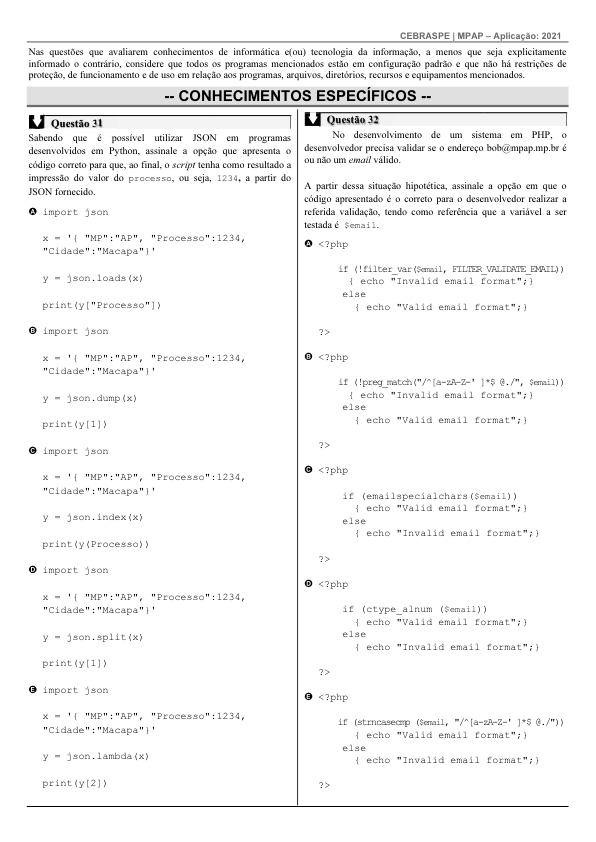 CEBRASPE | MPAP – Aplicação: 2021
Nas questões que avaliarem conhecimentos de informática e(ou) tecnologia da informação, a menos que seja explicitamente
informado o contrário, considere que todos os programas mencionados estão em configuração padrão e que não há restrições de
proteção, de funcionamento e de uso em relação aos programas, arquivos, diretórios, recursos e equipamentos mencionados.
-- CONHECIMENTOS ESPECÍFICOS --
Questão 31
Sabendo que é possível utilizar JSON em programas
desenvolvidos em Python, assinale a opção que apresenta o
código correto para que, ao final, o script tenha como resultado a
impressão do valor do processo, ou seja, 1234, a partir do
JSON fornecido.
A import json
x = '{ "MP":"AP", "Processo":1234,
"Cidade":"Macapa"}'
y = json.loads(x)
print(y["Processo"])
B import json
x = '{ "MP":"AP", "Processo":1234,
"Cidade":"Macapa"}'
y = json.dump(x)
print(y[1])
C import json
x = '{ "MP":"AP", "Processo":1234,
"Cidade":"Macapa"}'
y = json.index(x)
print(y(Processo))
D import json
x = '{ "MP":"AP", "Processo":1234,
"Cidade":"Macapa"}'
y = json.split(x)
print(y[1])
E import json
x = '{ "MP":"AP", "Processo":1234,
"Cidade":"Macapa"}'
y = json.lambda(x)
print(y[2])
Questão 32
No desenvolvimento de um sistema em PHP, o
desenvolvedor precisa validar se o endereço bob@mpap.mp.br é
ou não um email válido.
A partir dessa situação hipotética, assinale a opção em que o
código apresentado é o correto para o desenvolvedor realizar a
referida validação, tendo como referência que a variável a ser
testada é $email.
A <?php
if (!filter_var($email, FILTER_VALIDATE_EMAIL))
{ echo "Invalid email format";}
else
{ echo "Valid email format";}
?>
B <?php
if (!preg_match("/^[a-zA-Z-' ]*$ @./", $email))
{ echo "Invalid email format";}
else
{ echo "Valid email format";}
?>
C <?php
if (emailspecialchars($email))
{ echo "Valid email format";}
else
{ echo "Invalid email format";}
?>
D <?php
if (ctype_alnum ($email))
{ echo "Valid email format";}
else
{ echo "Invalid email format";}
?>
E <?php
if (strncasecmp ($email, "/^[a-zA-Z-' ]*$ @./"))
{ echo "Valid email format";}
else
{ echo "Invalid email format";}
?>